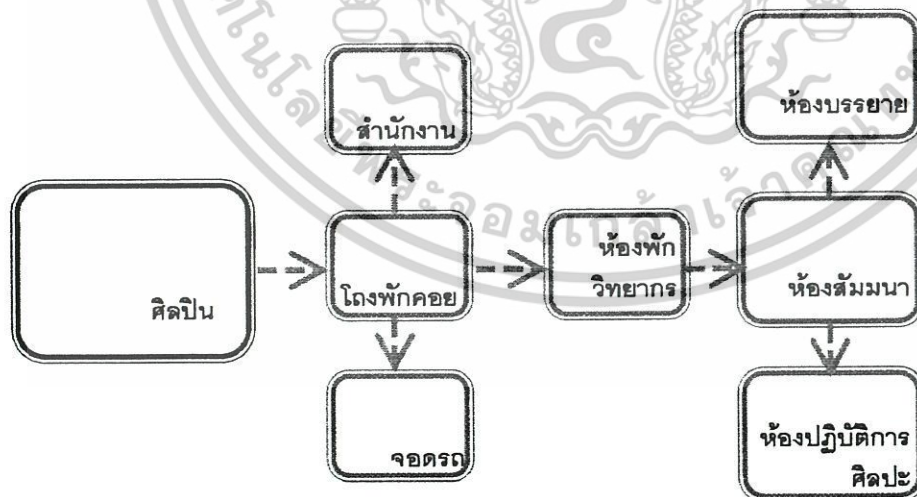 ห้องบรรยาย
สำนักงาน
ห้องพัก
วิทยากร
ศิลปิน
โถงพักคอย
ห้องสัมมนา
จอดรถ
ห้องปฏิบัติการ
ศิลปะ